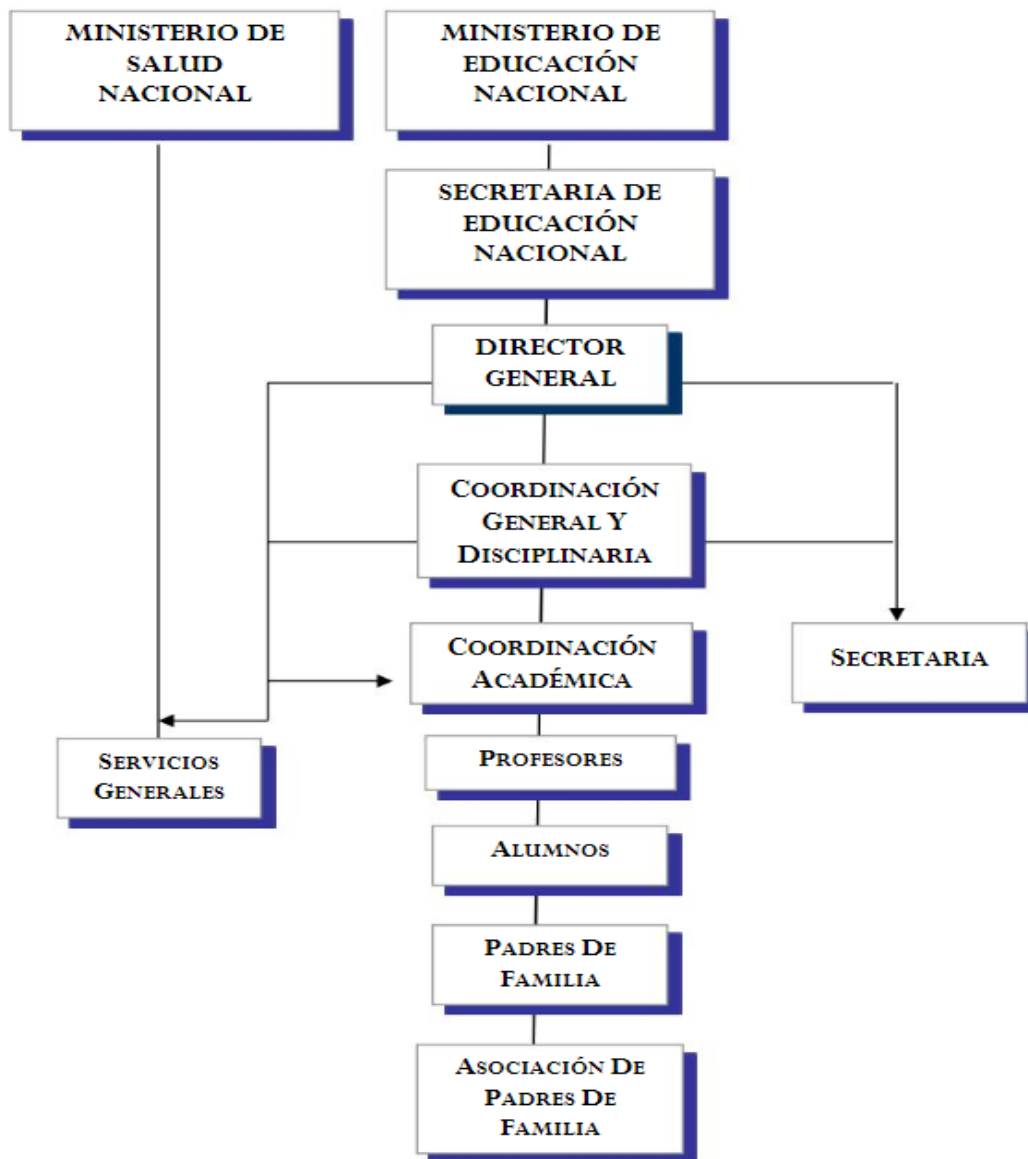 MINISTERIO DE
SALUD
NACIONAL
MINISTERIO DE
EDUCACIÓN
NACIONAL
SECRETARIA DE
EDUCACIÓN
NACIONAL
DIRECTOR
GENERAL
COORDINACIÓN
GENERAL Y
DISCIPLINARIA
COORDINACIÓN
ACADÉMICA
SECRETARIA
SERVICIOS
GENERALES
PROFESORES
ALUMNOS
PADRES DE
FAMILIA
ASOCIACIÓN DE
PADRES DE
FAMILIA